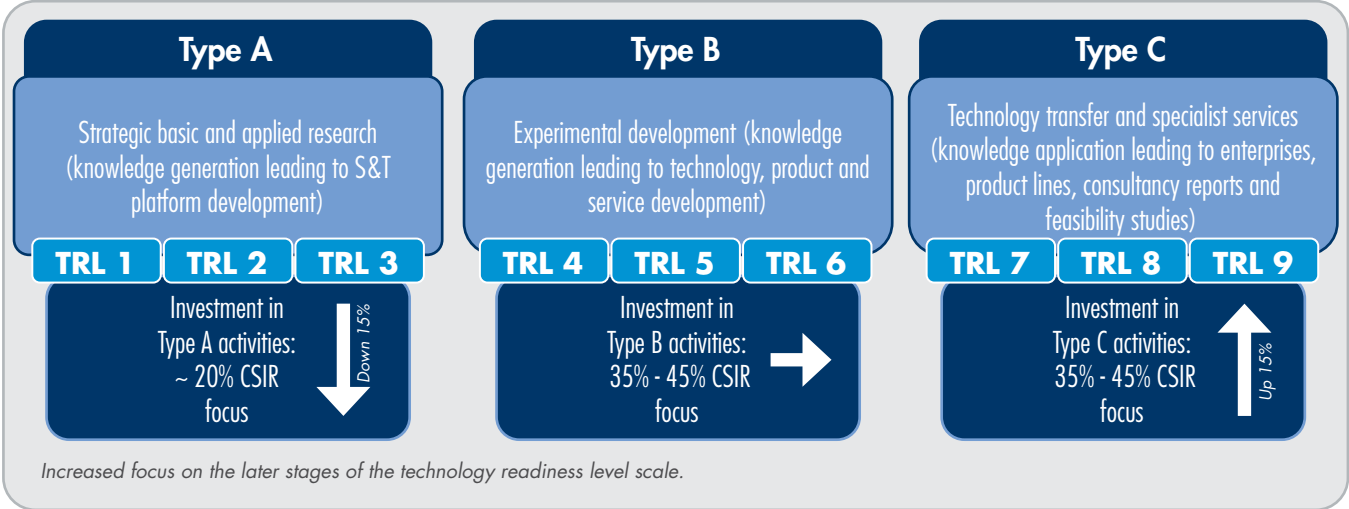 Type A
Strategic basic and applied research
(knowledge generation leading to S&T
platform development)
TRL 1
TRL 2
TRL 3
Investment in
Type A activities:
~ 20% CSIR
focus
Down 15%
Type B
Experimental development (knowledge
generation leading to technology, product and
service development)
TRL 4
TRL 5
TRL 6
Investment in
Type B activities:
35% - 45% CSIR
focus
Type C
Technology transfer and specialist services
(knowledge application leading to enterprises,
product lines, consultancy reports and
feasibility studies)
TRL 7
TRL 8
TRL 9
Investment in
Type C activities:
35% - 45% CSIR
focus
Up 15%
Increased focus on the later stages of the technology readiness level scale.